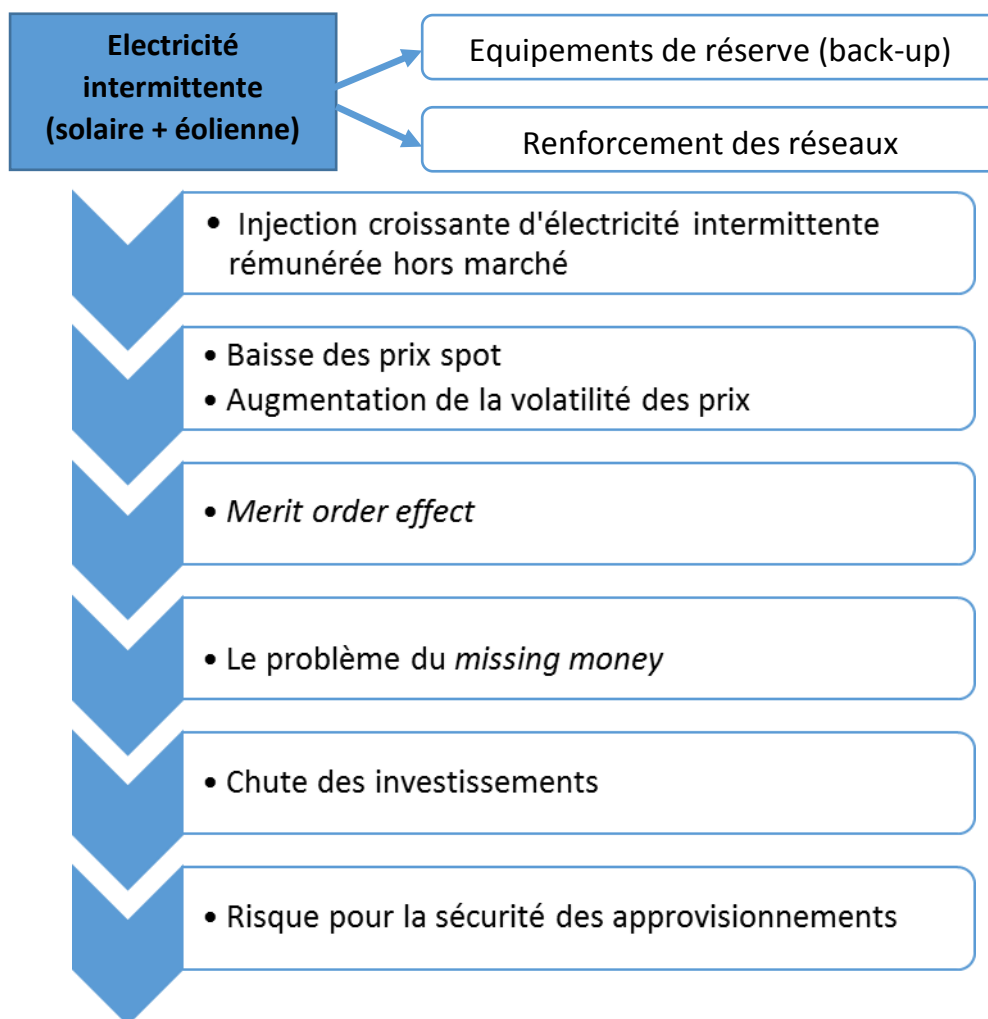 Electricité
intermittente
(solaire + éolienne)
Equipements de réserve (back-up)
Renforcement des réseaux
• Injection croissante d'électricité intermittente
rémunérée hors marché
• Baisse des prix spot
• Augmentation de la volatilité des prix
• Merit order effect
• Le problème du missing money
• Chute des investissements
• Risque pour la sécurité des approvisionnements